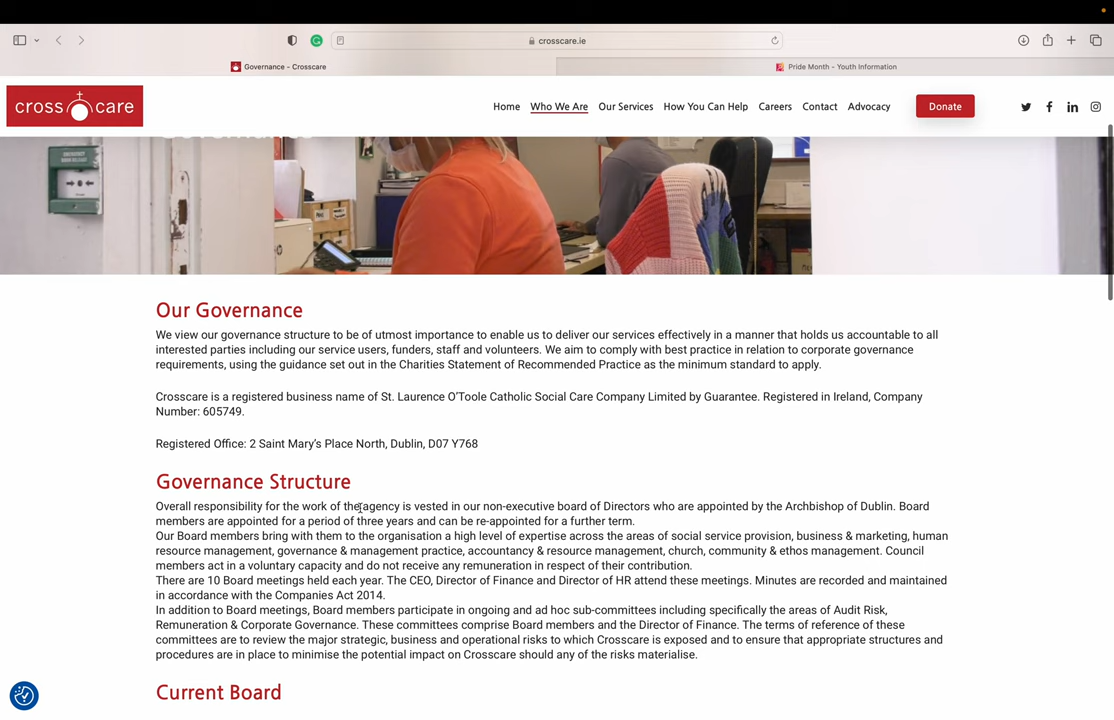 crosscare.ie
Governance – Crosscare
Pride Month – Youth Information
cross care
Home Who We Are Our Services How You Can Help Careers Contact Advocacy Donate
Governance
Our Governance
We view our governance structure to be of utmost importance to enable us to deliver our services effectively in a manner that holds us accountable to all
interested parties including our service users, funders, staff and volunteers. We aim to comply with best practice in relation to corporate governance
requirements, using the guidance set out in the Charities Statement of Recommended Practice as the minimum standard to apply.
Crosscare is a registered business name of St. Laurence O'Toole Catholic Social Care Company Limited by Guarantee. Registered in Ireland, Company
Number: 605749.
Registered Office: 2 Saint Mary's Place North, Dublin, D07 Y768
Governance Structure
Overall responsibility for the work of the agency is vested in our non-executive board of Directors who are appointed by the Archbishop of Dublin. Board
members are appointed for a period of three years and can be re-appointed for a further term.
Our Board members bring with them to the organisation a high level of expertise across the areas of social service provision, business & marketing, human
resource management, governance & management practice, accountancy & resource management, church, community & ethos management. Council
members act in a voluntary capacity and do not receive any remuneration in respect of their contribution.
There are 10 Board meetings held each year. The CEO, Director of Finance and Director of HR attend these meetings. Minutes are recorded and maintained
in accordance with the Companies Act 2014.
In addition to Board meetings, Board members participate in ongoing and ad hoc sub-committees including specifically the areas of Audit Risk,
Remuneration & Corporate Governance. These committees comprise Board members and the Director of Finance. The terms of reference of these
committees are to review the major strategic, business and operational risks to which Crosscare is exposed and to ensure that appropriate structures and
procedures are in place to minimise the potential impact on Crosscare should any of the risks materialise.
Current Board